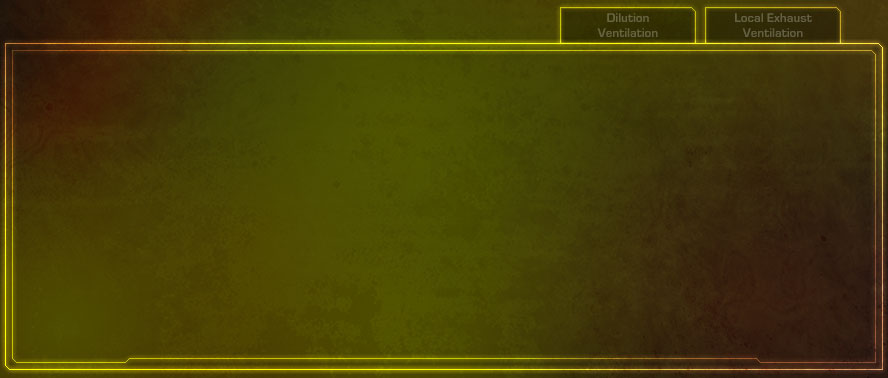 Dilution
Ventilation
Local Exhaust
Ventilation